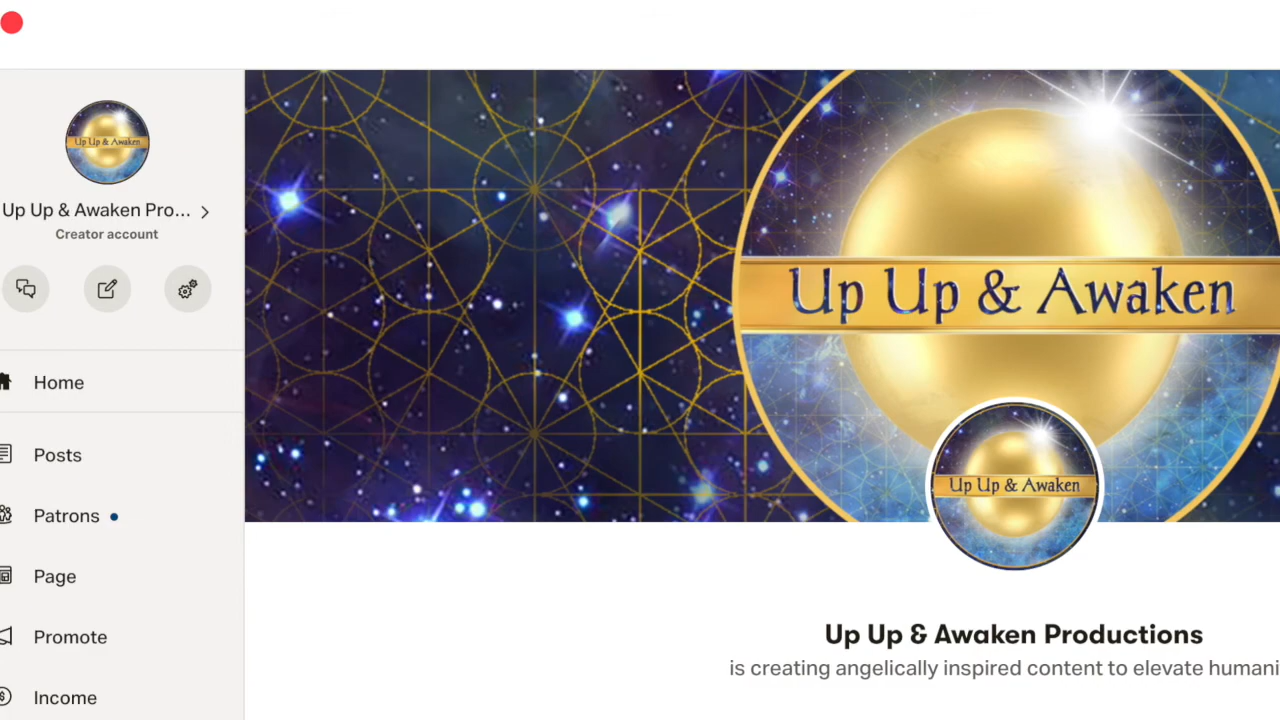 Up Up & Awaken
Up Up & Awaken Pro...
Creator account
Home
Posts
Patrons
Page
Promote
Income
Up Up & Awaken
Up Up & Awaken
Up Up & Awaken Productions
is creating angelically inspired content to elevate humani